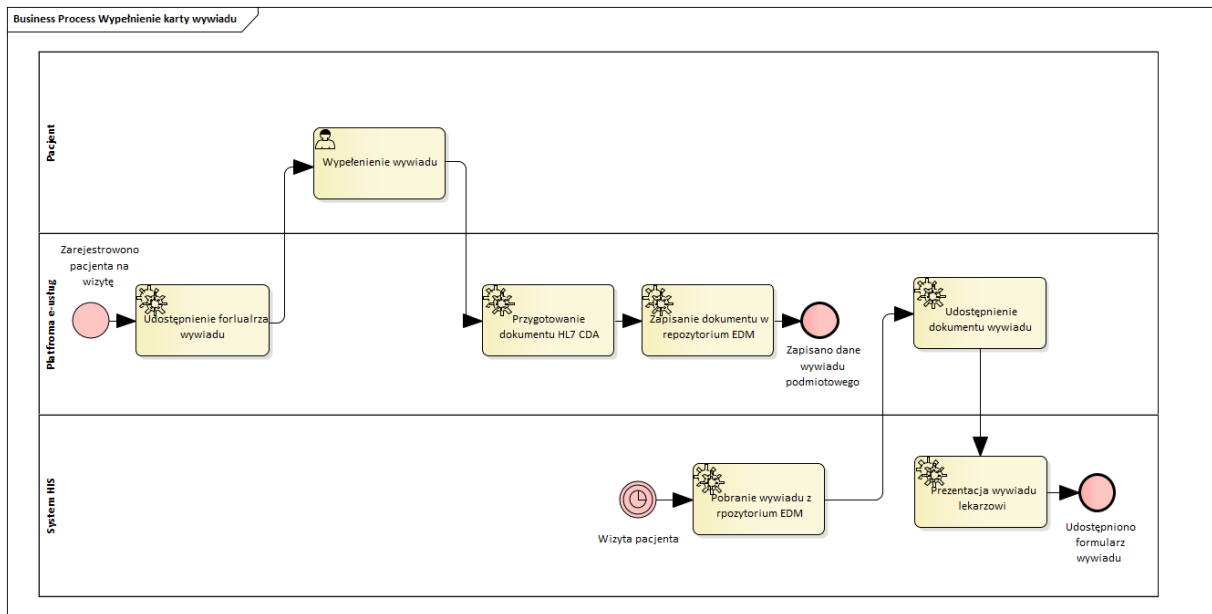 Business Process Wypełnienie karty wywiadu
Pacjent
Wypełenienie wywiadu
Platfroma e-usług
Zarejestrowono
pacjenta na
wizytę
Udostępnienie forlualrza
wywiadu
Przygotowanie
dokumentu HL7 CDA
Zapisanie dokumentu w
repozytorium EDM
Zapisano dane
wywiadu
podmiotowego
Udostępnienie
dokumentu wywiadu
System HIS
Wizyta pacjenta
Pobranie wywiadu z
rpozytorium EDM
Prezentacja wywiadu
lekarzowi
Udostępniono
formularz
wywiadu